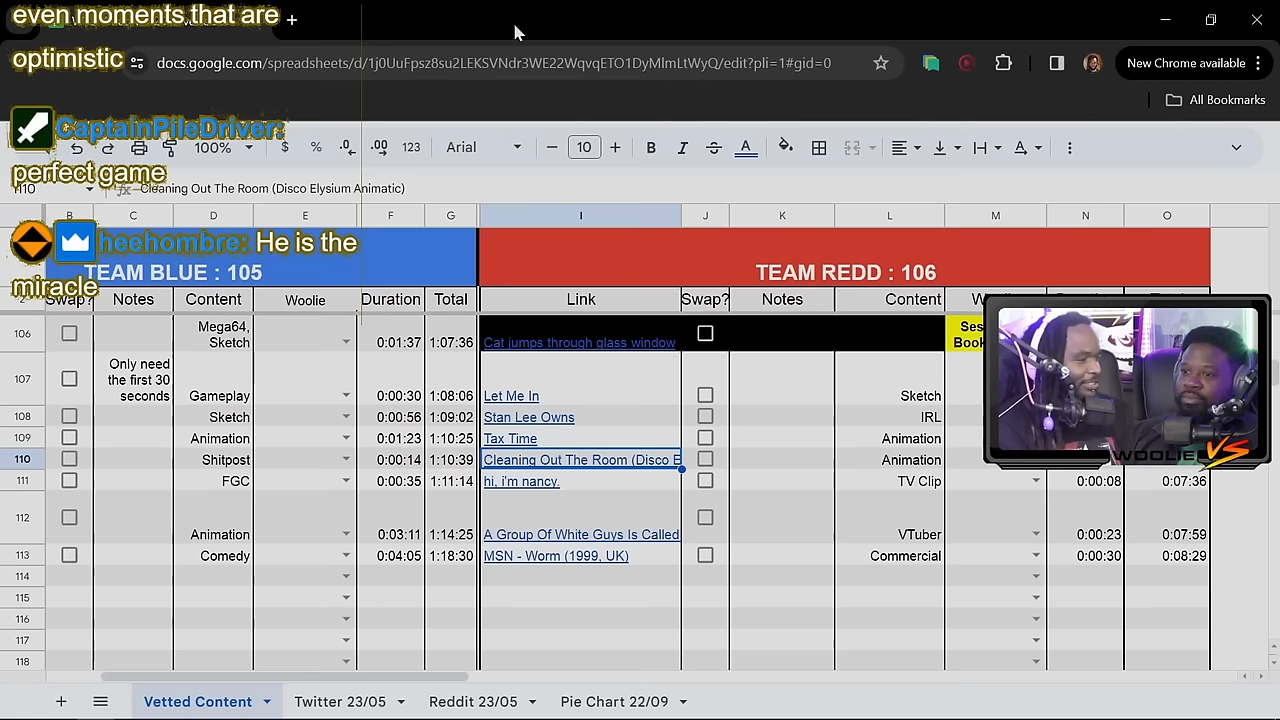 even moments that are
optimistic
docs.google.com/spreadsheets/d/1j0UuFpsz8su2LEKSVNdr3WE22WqvqETO1DyMlmLtWyQ/edit?pli=1#gid=0
New Chrome available
All Bookmarks
CaptainPileDriver:
perfect game
100%
$ % .0 .00 123 Arial 10 B I A
Cleaning Out The Room (Disco Elysium Animatic)
B C D E F G I J K L M N O
heehombre: He is the
miracle
TEAM BLUE : 105 TEAM REDD : 106
Swap? Notes Content Woolie Duration Total Link Swap? Notes Content
106 Mega64, Sketch 0:01:37 1:07:36 Cat jumps through glass window
107 Only need the first 30 seconds Gameplay 0:00:30 1:08:06 Let Me In Sketch
108 Sketch 0:00:56 1:09:02 Stan Lee Owns IRL
109 Animation 0:01:23 1:10:25 Tax Time Animation
110 Shitpost 0:00:14 1:10:39 Cleaning Out The Room (Disco E Animation
111 FGC 0:00:35 1:11:14 hi, i'm nancy. TV Clip 0:00:08 0:07:36
112 Animation 0:03:11 1:14:25 A Group Of White Guys Is Called VTuber 0:00:23 0:07:59
113 Comedy 0:04:05 1:18:30 MSN - Worm (1999, UK) Commercial 0:00:30 0:08:29
114
115
116
117
118
WOOLIE VS
Vetted Content Twitter 23/05 Reddit 23/05 Pie Chart 22/09